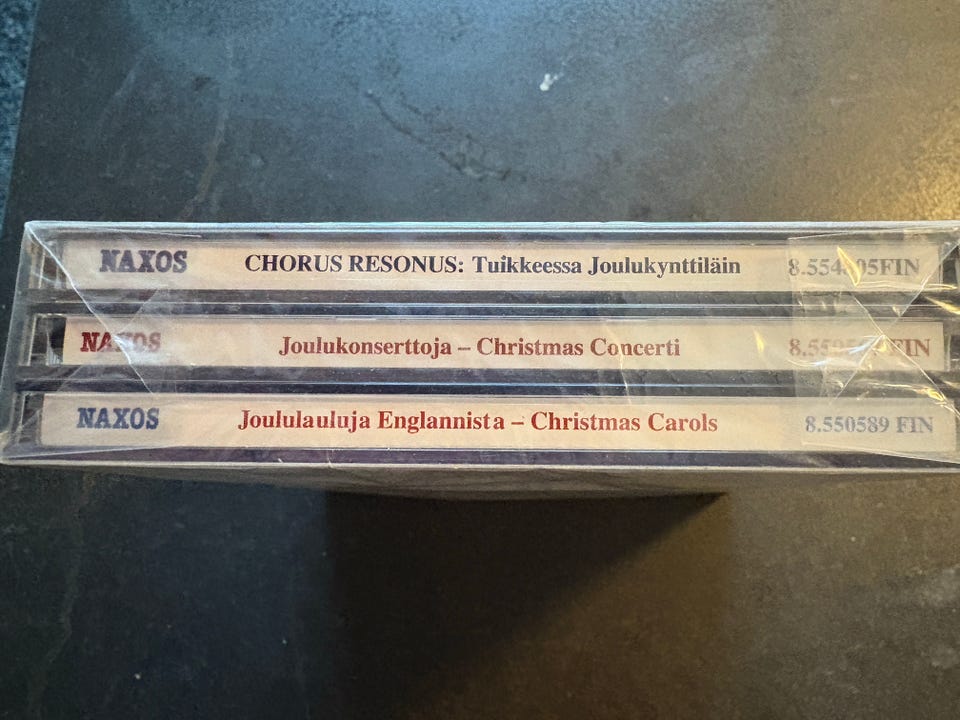 NAXOS CHORUS RESONUS: Tuikkeessa Joulukynttiläin
NAXOS Joulukonserttoja – Christmas Concerti
NAXOS Joululauluja Englannista – Christmas Carols 8.550589 FIN